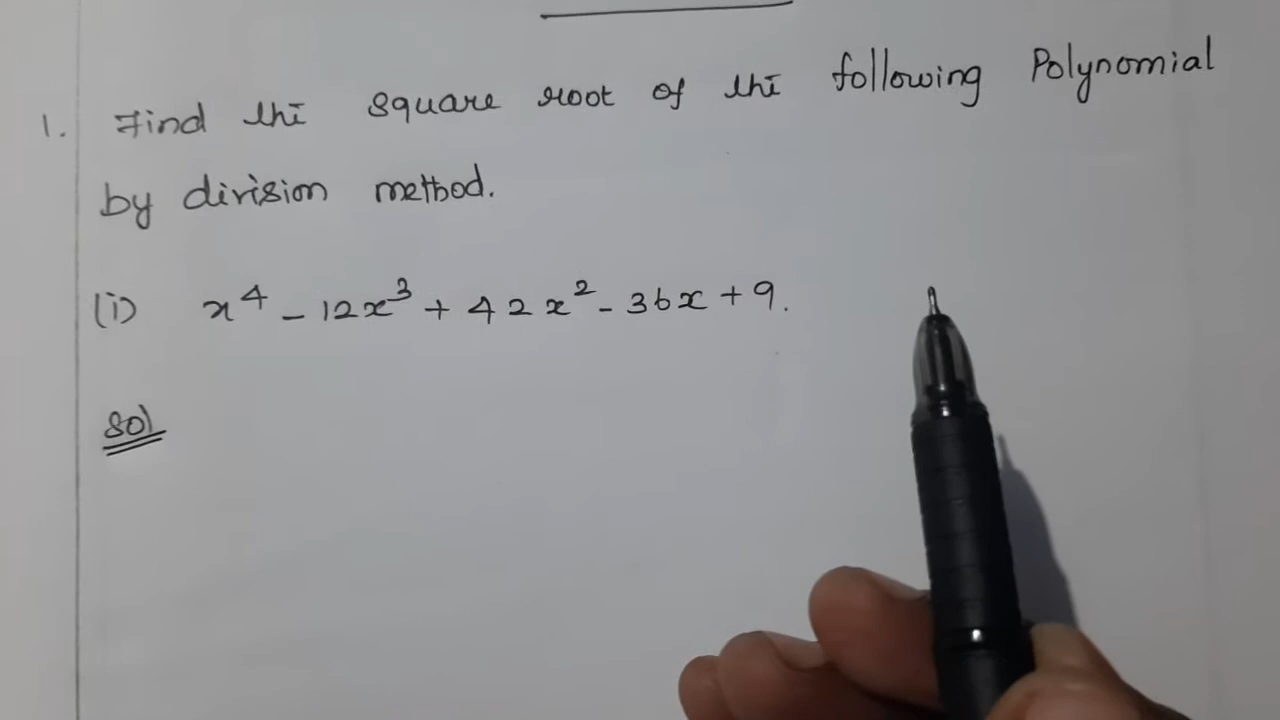 1. Find the square root of the following Polynomial
by division method.
(i) x⁴ - 12x³ + 42x² - 36x + 9.
Sol